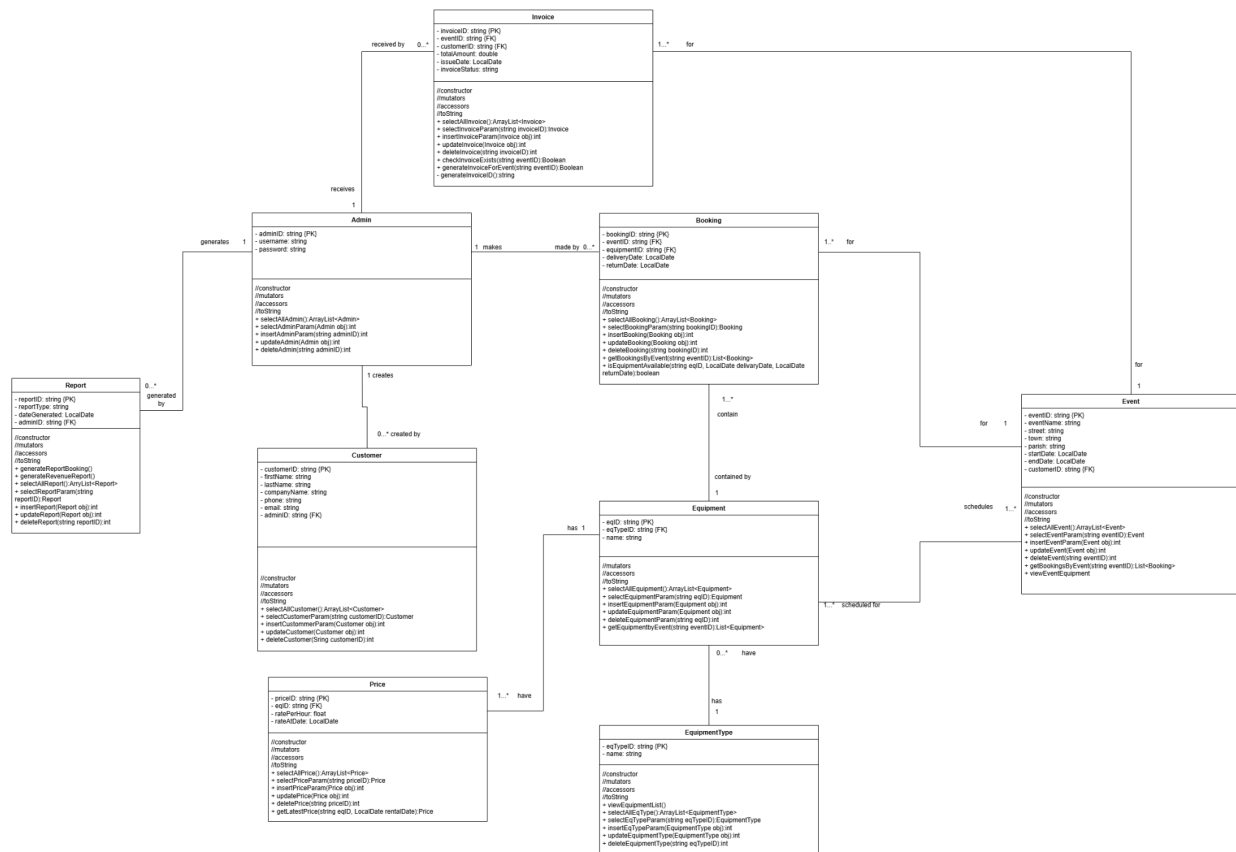 Invoice
- invoiceID: string {PK}
- eventID: string {FK}
- customerID: string {FK}
- totalAmount: double
- issueDate: LocalDate
- invoiceStatus: string
//constructor
//mutators
//accessors
//toString
+ selectAllInvoice():ArrayList<Invoice>
+ selectInvoiceParam(string invoiceID):Invoice
+ insertInvoiceParam(Invoice obj):int
+ updateInvoice(Invoice obj):int
+ deleteInvoice(string invoiceID):int
+ checkInvoiceExists(string eventID):Boolean
+ generateInvoiceForEvent(string eventID):Boolean
- generateInvoiceID():string
received by 0...*
1...* for
receives
1
Admin
- adminID: string {PK}
- username: string
- password: string
//constructor
//mutators
//accessors
//toString
+ selectAllAdmin():ArrayList<Admin>
+ selectAdminParam(Admin obj):int
+ insertAdminParam(string adminID):int
+ updateAdmin(Admin obj):int
+ deleteAdmin(string adminID):int
generates 1
1 makes
made by 0...*
Booking
- bookingID: string {PK}
- eventID: string {FK}
- equipmentID: string {FK}
- deliveryDate: LocalDate
- returnDate: LocalDate
//constructor
//mutators
//accessors
//toString
+ selectAllBooking():ArrayList<Booking>
+ selectBookingParam(string bookingID):Booking
+ insertBooking(Booking obj):int
+ updateBooking(Booking obj):int
+ deleteBooking(string bookingID):int
+ getBookingsByEvent(string eventID):List<Booking>
+ isEquipmentAvailable(string eqID, LocalDate delivaryDate, LocalDate
returnDate):boolean
1..* for
for
1
Report
- reportID: string {PK}
- reportType: string
- dateGenerated: LocalDate
- adminID: string {FK}
//constructor
//mutators
//accessors
//toString
+ generateReportBooking()
+ generateRevenueReport()
+ selectAllReport():ArryList<Report>
+ selectReportParam(string
reportID):Report
+ insertReport(Report obj):int
+ updateReport(Report obj):int
+ deleteReport(string reportID):int
0...*
generated
by
1 creates
0...* created by
Customer
- customerID: string {PK}
- firstName: string
- lastName: string
- companyName: string
- phone: string
- email: string
- adminID: string {FK}
//constructor
//mutators
//accessors
//toString
+ selectAllCustomer():ArrayList<Customer>
+ selectCustomerParam(string customerID):Customer
+ insertCustommerParam(Customer obj):int
+ updateCustomer(Customer obj):int
+ deleteCustomer(Sring customerID):int
1...*
contain
contained by
1
Event
- eventID: string {PK}
- eventName: string
- street: string
- town: string
- parish: string
- startDate: LocalDate
- endDate: LocalDate
- customerID: string {FK}
//constructor
//mutators
//accessors
//toString
+ selectAllEvent():ArrayList<Event>
+ selectEventParam(string eventID):Event
+ insertEventParam(Event obj):int
+ updateEvent(Event obj):int
+ deleteEvent(string eventID):int
+ getBookingsByEvent(string eventID):List<Booking>
+ viewEventEquipment
for 1
schedules
1...*
Equipment
- eqID: string {PK}
- eqTypeID: string {FK}
- name: string
//mutators
//accessors
//toString
+ selectAllEquipment():ArrayList<Equipment>
+ selectEquipmentParam(string eqID):Equipment
+ insertEquipmentParam(Equipment obj):int
+ updateEquipmentParam(Equipment obj):int
+ deleteEquipmentParam(string eqID):int
+ getEquipmentbyEvent(string eventID):List<Equipment>
has 1
1...* scheduled for
0...* have
has
1
Price
- priceID: string {PK}
- eqID: string {FK}
- ratePerHour: float
- rateAtDate: LocalDate
//constructor
//mutators
//accessors
//toString
+ selectAllPrice():ArrayList<Price>
+ selectPriceParam(string priceID):Price
+ insertPriceParam(Price obj):int
+ updatePrice(Price obj):int
+ deletePrice(string priceID):int
+ getLatestPrice(string eqID, LocalDate rentalDate):Price
1...* have
EquipmentType
- eqTypeID: string {PK}
- name: string
//constructor
//mutators
//accessors
//toString
+ viewEquipmentList()
+ selectAllEqType():ArrayList<EquipmentType>
+ selectEqTypeParam(string eqTypeID):EquipmentType
+ insertEqTypeParam(EquipmentType obj):int
+ updateEquipmentType(EquipmentType obj):int
+ deleteEquipmentType(string eqTypeID):int